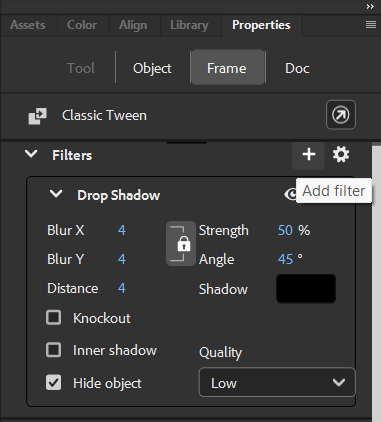 Assets Color Align Library Properties
Tool Object Frame Doc
Classic Tween
Filters
Add filter
Drop Shadow
Blur X 4 Strength 50 %
Blur Y 4 Angle 45 °
Distance 4 Shadow
Knockout
Inner shadow Quality
Hide object Low